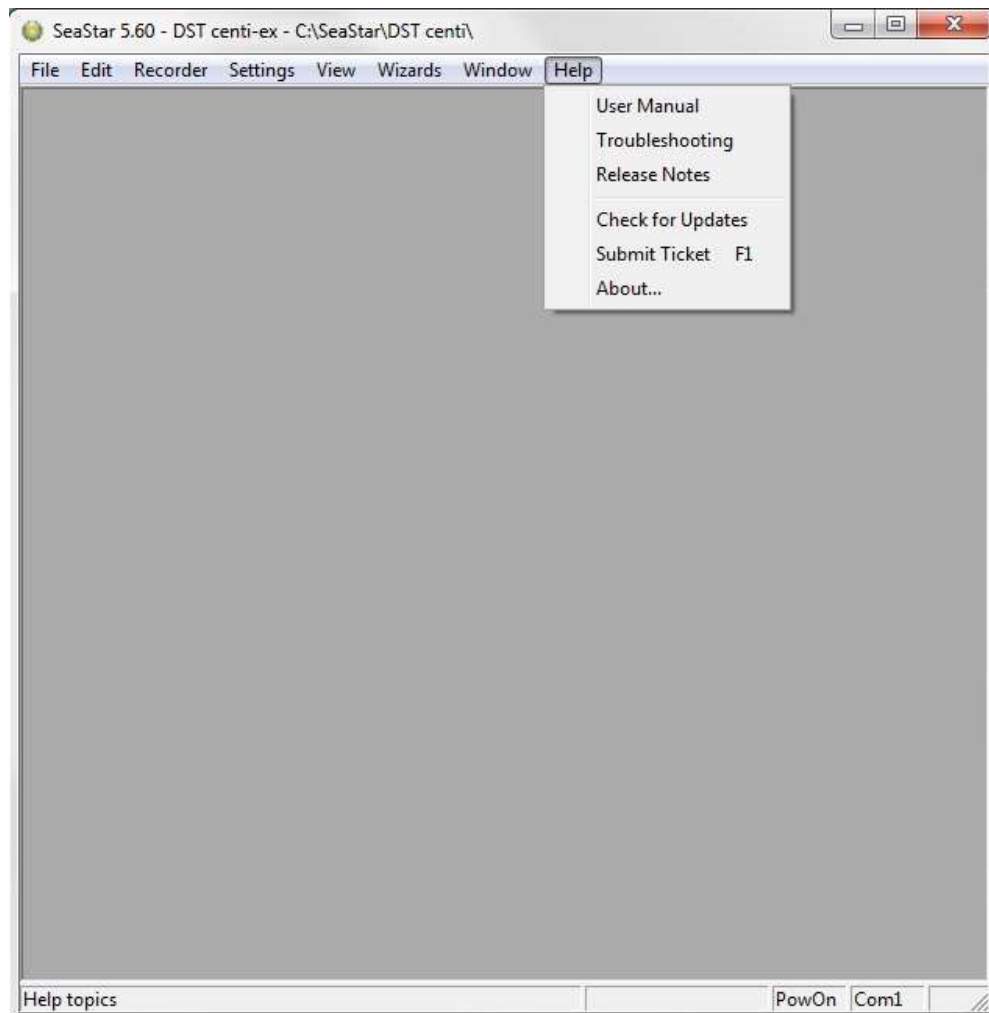 SeaStar 5.60 - DST centi-ex - C:\SeaStar\DST centi\
File Edit Recorder Settings View Wizards Window Help
User Manual
Troubleshooting
Release Notes
Check for Updates
Submit Ticket F1
About...
Help topics PowOn Com1